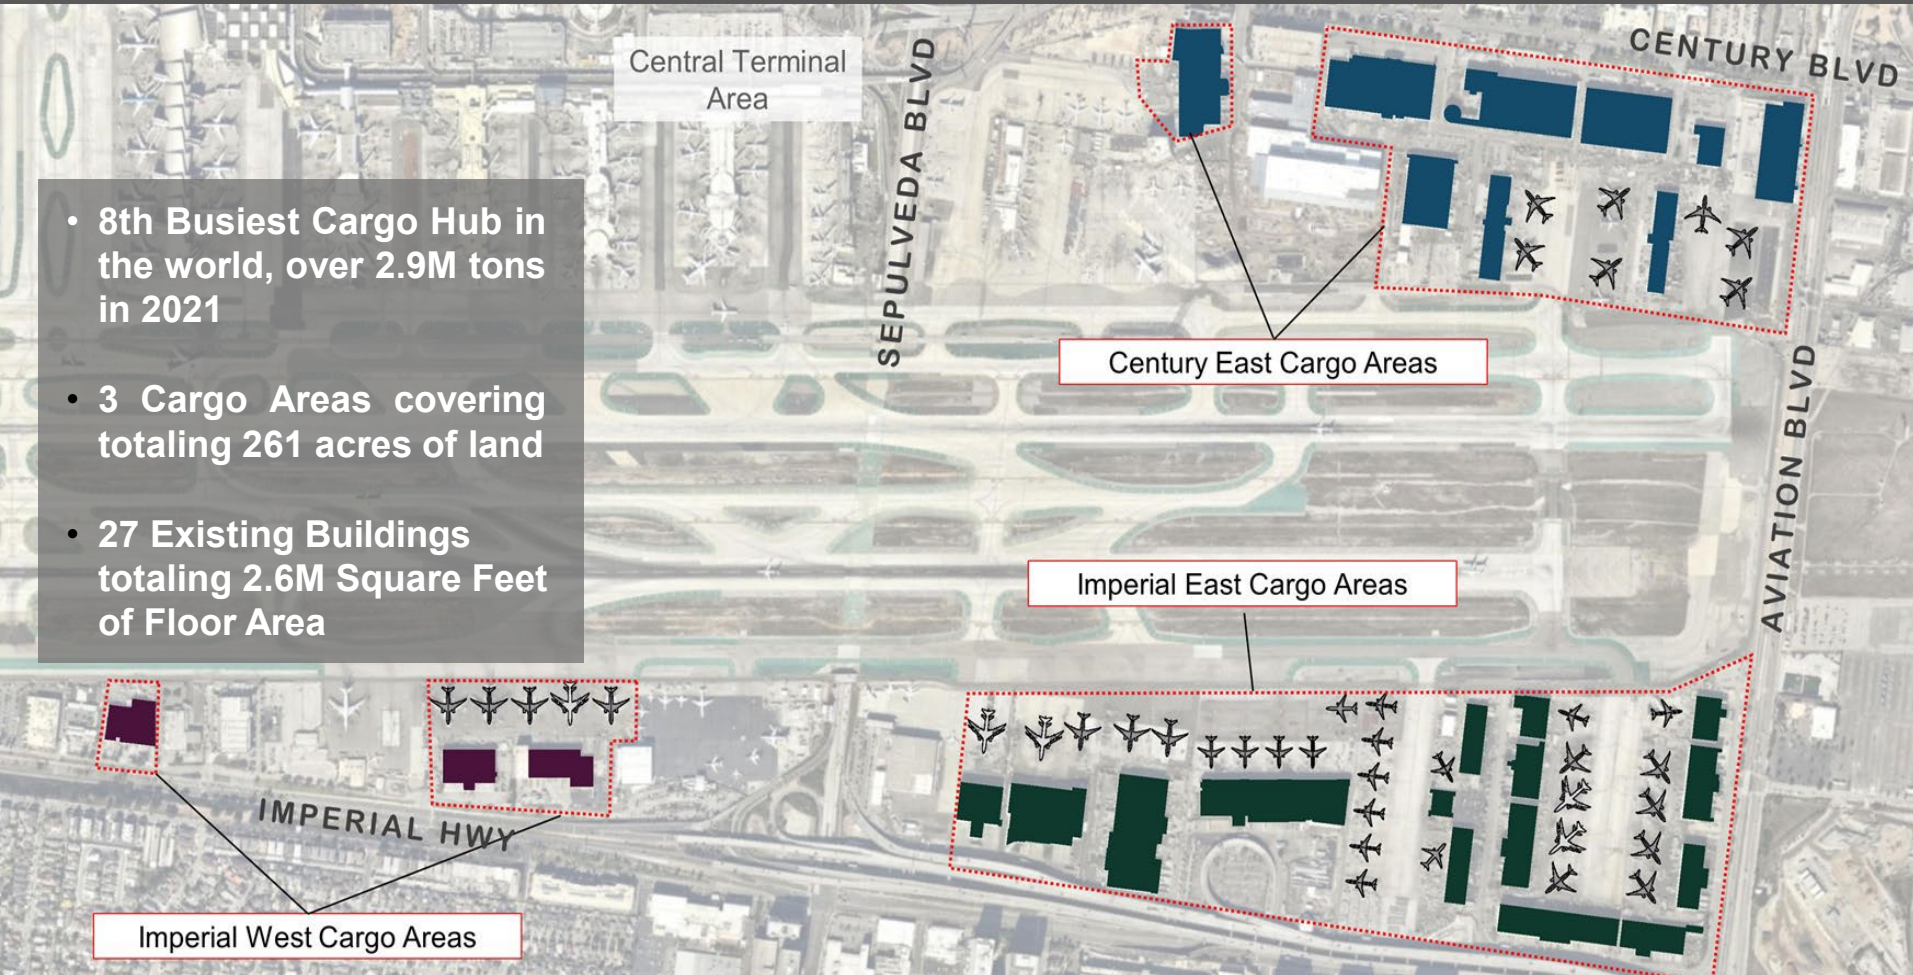 Central Terminal
Area
SEPULVEDA BLVD
CENTURY BLVD
• 8th Busiest Cargo Hub in
the world, over 2.9M tons
in 2021
• 3 Cargo Areas covering
totaling 261 acres of land
• 27 Existing Buildings
totaling 2.6M Square Feet
of Floor Area
Century East Cargo Areas
AVIATION BLVD
Imperial East Cargo Areas
IMPERIAL HWY
Imperial West Cargo Areas